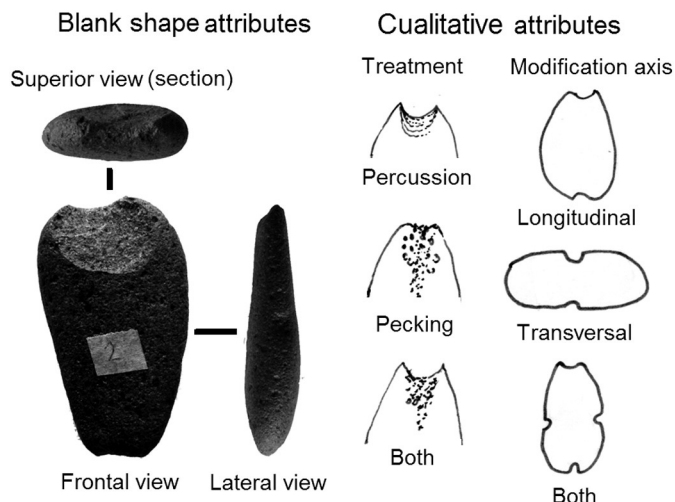 Blank shape attributes
Superior view (section)
2
Frontal view
Lateral view
Cualitative attributes
Treatment
Modification axis
Percussion
Longitudinal
Pecking
Transversal
Both
Both